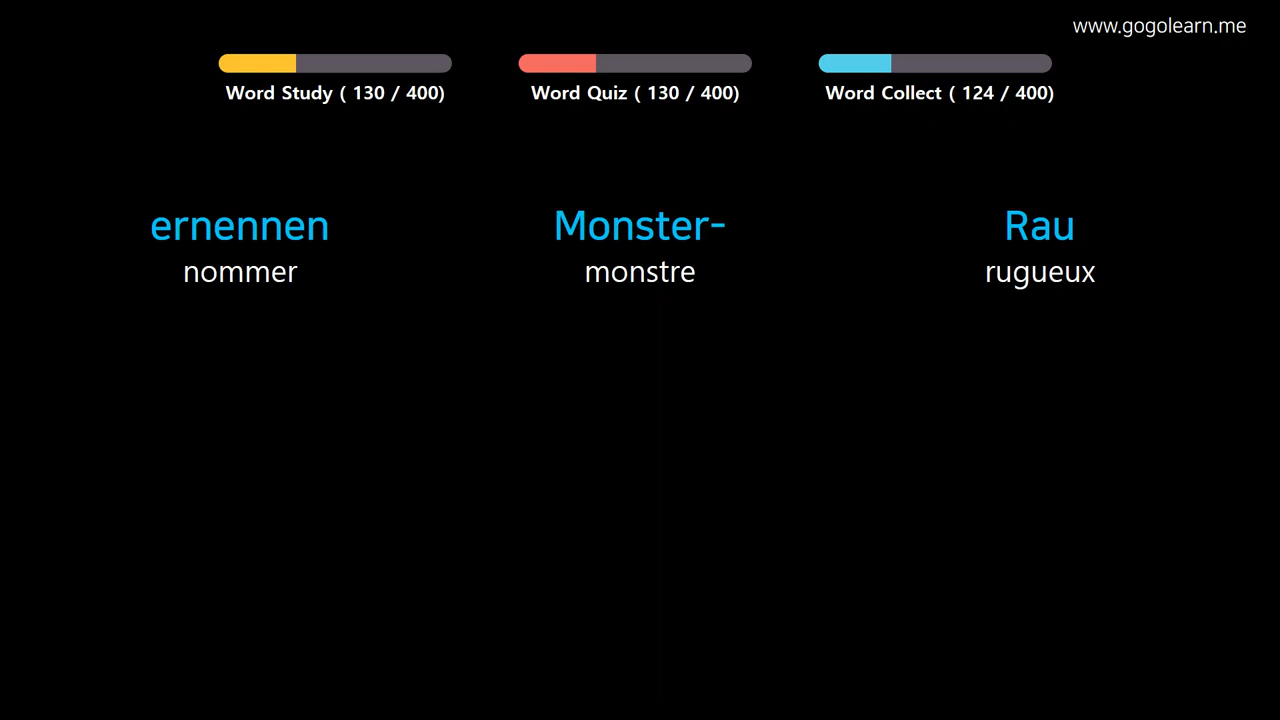 www.gogolearn.me
Word Study ( 130 / 400)
Word Quiz ( 130 / 400)
Word Collect ( 124 / 400)
ernennen
nommer
Monster-
monstre
Rau
rugueux